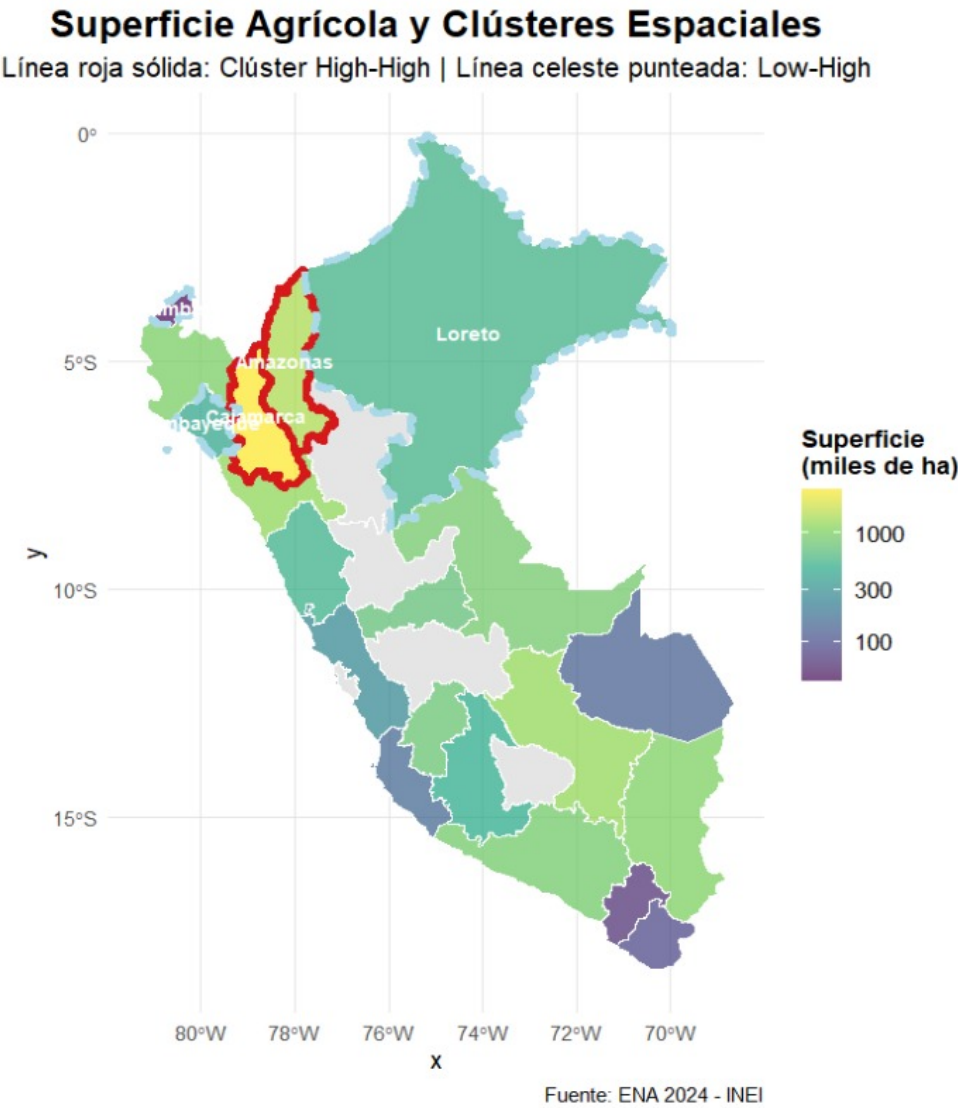 Superficie Agrícola y Clústeres Espaciales
Línea roja sólida: Clúster High-High | Línea celeste punteada: Low-High
0°
5°S
10°S
15°S
y
Loreto
Amazonas
Cajamarca
Superficie
(miles de ha)
1000
300
100
80°W 78°W 76°W 74°W 72°W 70°W
x
Fuente: ENA 2024 - INEI